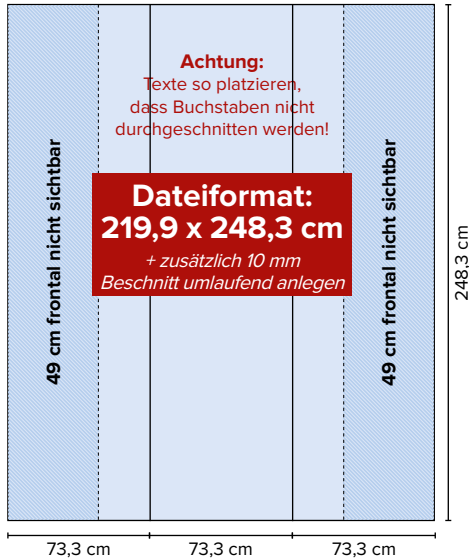 Achtung:
Texte so platzieren,
dass Buchstaben nicht
durchgeschnitten werden!
Dateiformat:
219,9 x 248,3 cm
+ zusätzlich 10 mm
Beschnitt umlaufend anlegen
49 cm frontal nicht sichtbar
49 cm frontal nicht sichtbar
248,3 cm
73,3 cm
73,3 cm
73,3 cm